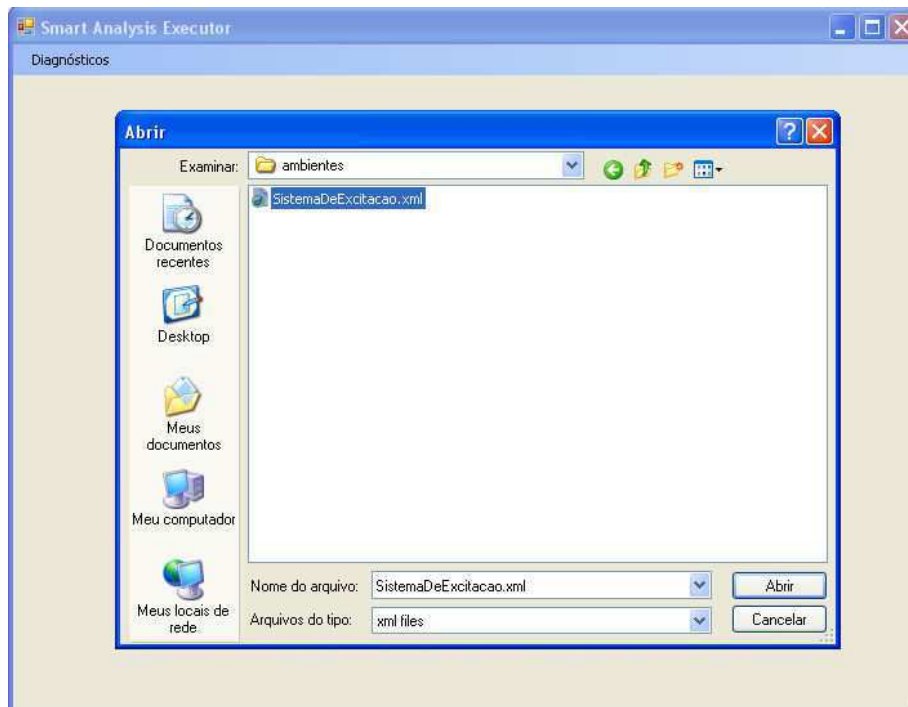 Smart Analysis Executor
Diagnósticos
Abrir
Examinar:
ambientes
SistemaDeExcitacao.xml
Documentos
recentes
Desktop
Meus
documentos
Meu computador
Meus locais de
rede
Nome do arquivo:
SistemaDeExcitacao.xml
Abrir
Arquivos do tipo:
xml files
Cancelar